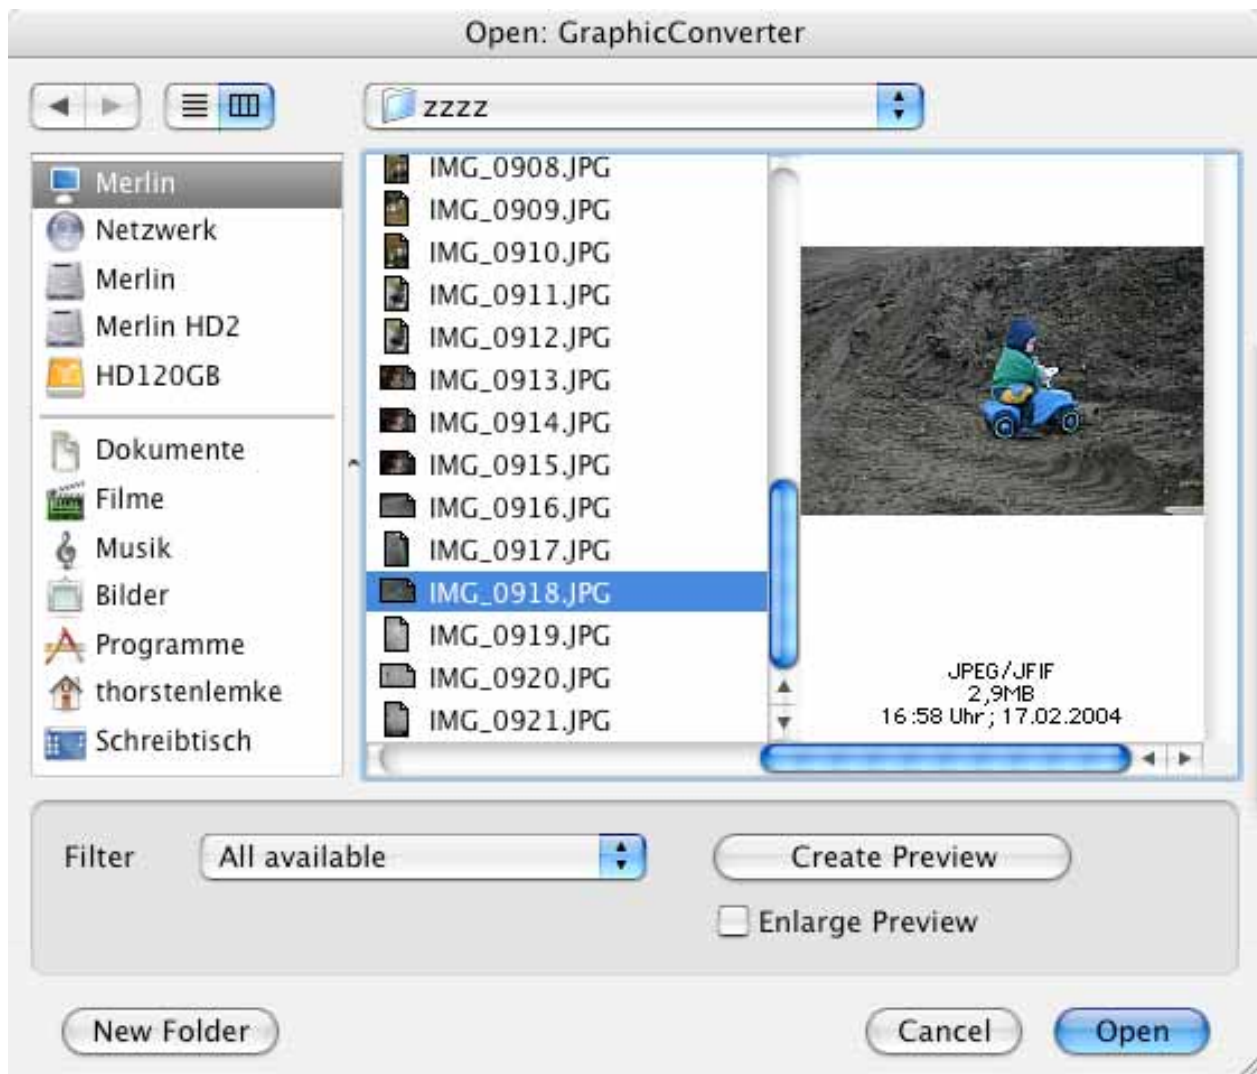 Open: GraphicConverter
zzzz
Merlin
Netzwerk
Merlin
Merlin HD2
HD120GB
Dokumente
Filme
Musik
Bilder
Programme
thorstenlemke
Schreibtisch
IMG_0908.JPG
IMG_0909.JPG
IMG_0910.JPG
IMG_0911.JPG
IMG_0912.JPG
IMG_0913.JPG
IMG_0914.JPG
IMG_0915.JPG
IMG_0916.JPG
IMG_0917.JPG
IMG_0918.JPG
IMG_0919.JPG
IMG_0920.JPG
IMG_0921.JPG
JPEG/JFIF
2,9MB
16:58 Uhr; 17.02.2004
Filter
All available
Create Preview
Enlarge Preview
New Folder
Cancel
Open